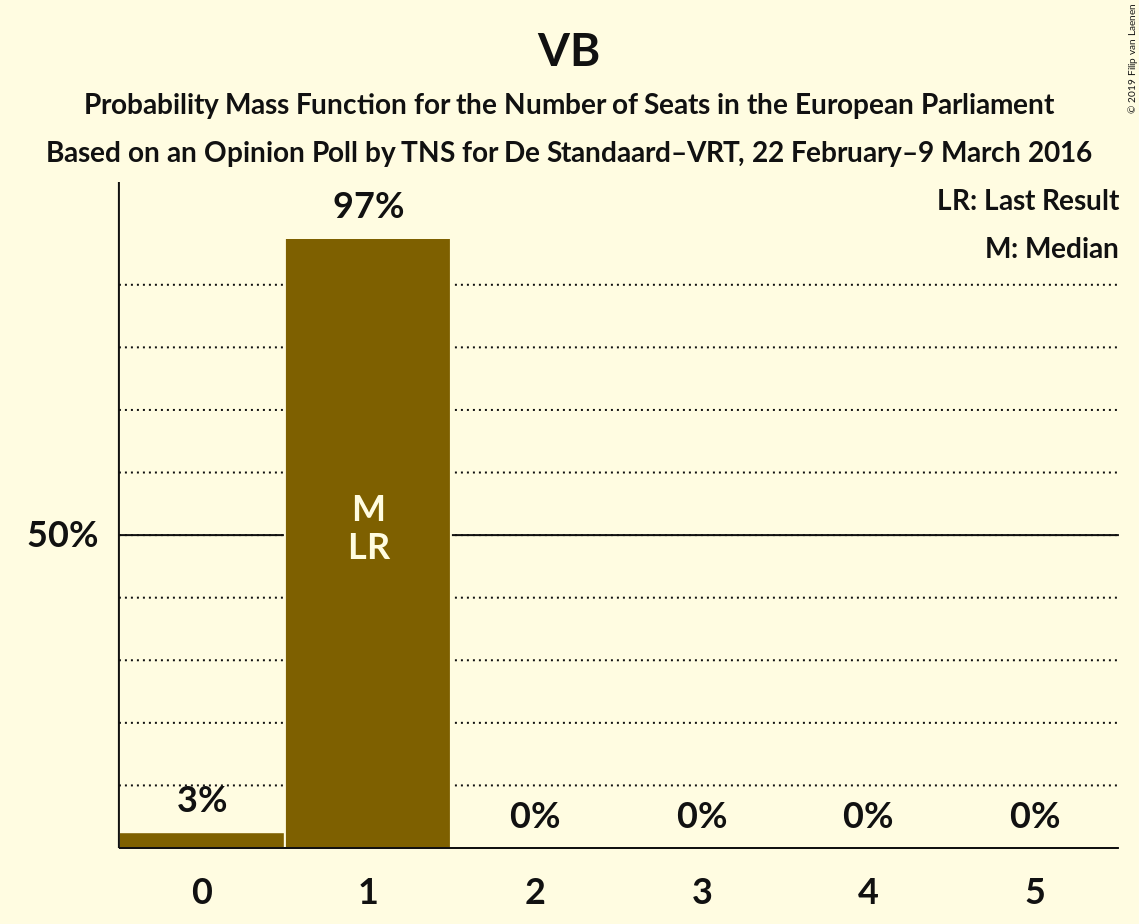 VB
Probability Mass Function for the Number of Seats in the European Parliament
Based on an Opinion Poll by TNS for De Standaard–VRT, 22 February–9 March 2016
© 2019 Filip van Laenen
LR: Last Result
M: Median
97%
M
LR
50%
3%
0%
0%
0%
0%
0
1
2
3
4
5